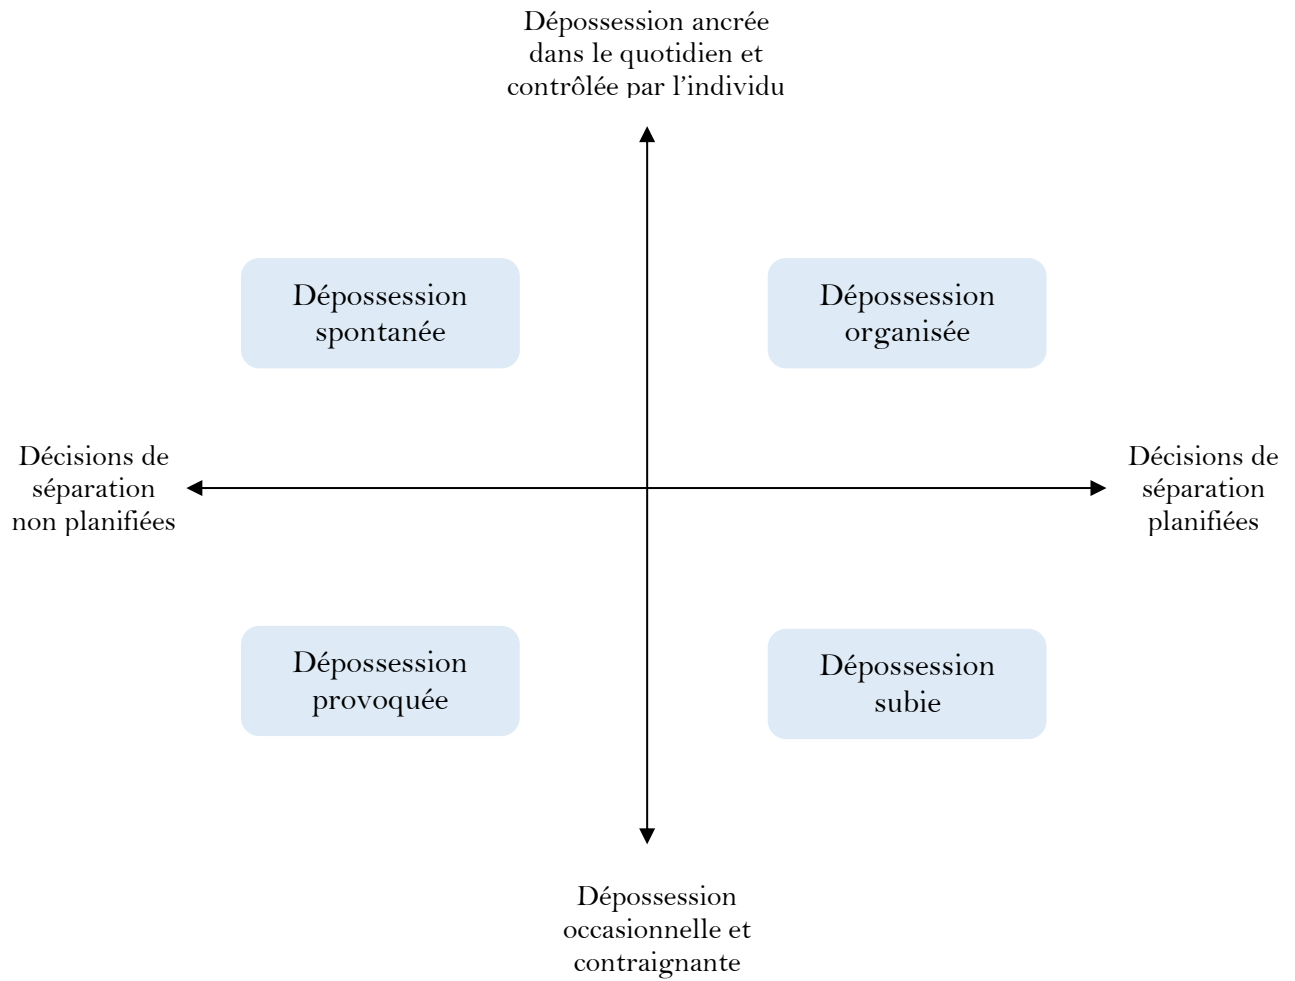 Dépossession ancrée
dans le quotidien et
contrôlée par l'individu
Dépossession
spontanée
Dépossession
organisée
Décisions de
séparation
non planifiées
Décisions de
séparation
planifiées
Dépossession
provoquée
Dépossession
subie
Dépossession
occasionnelle et
contraignante